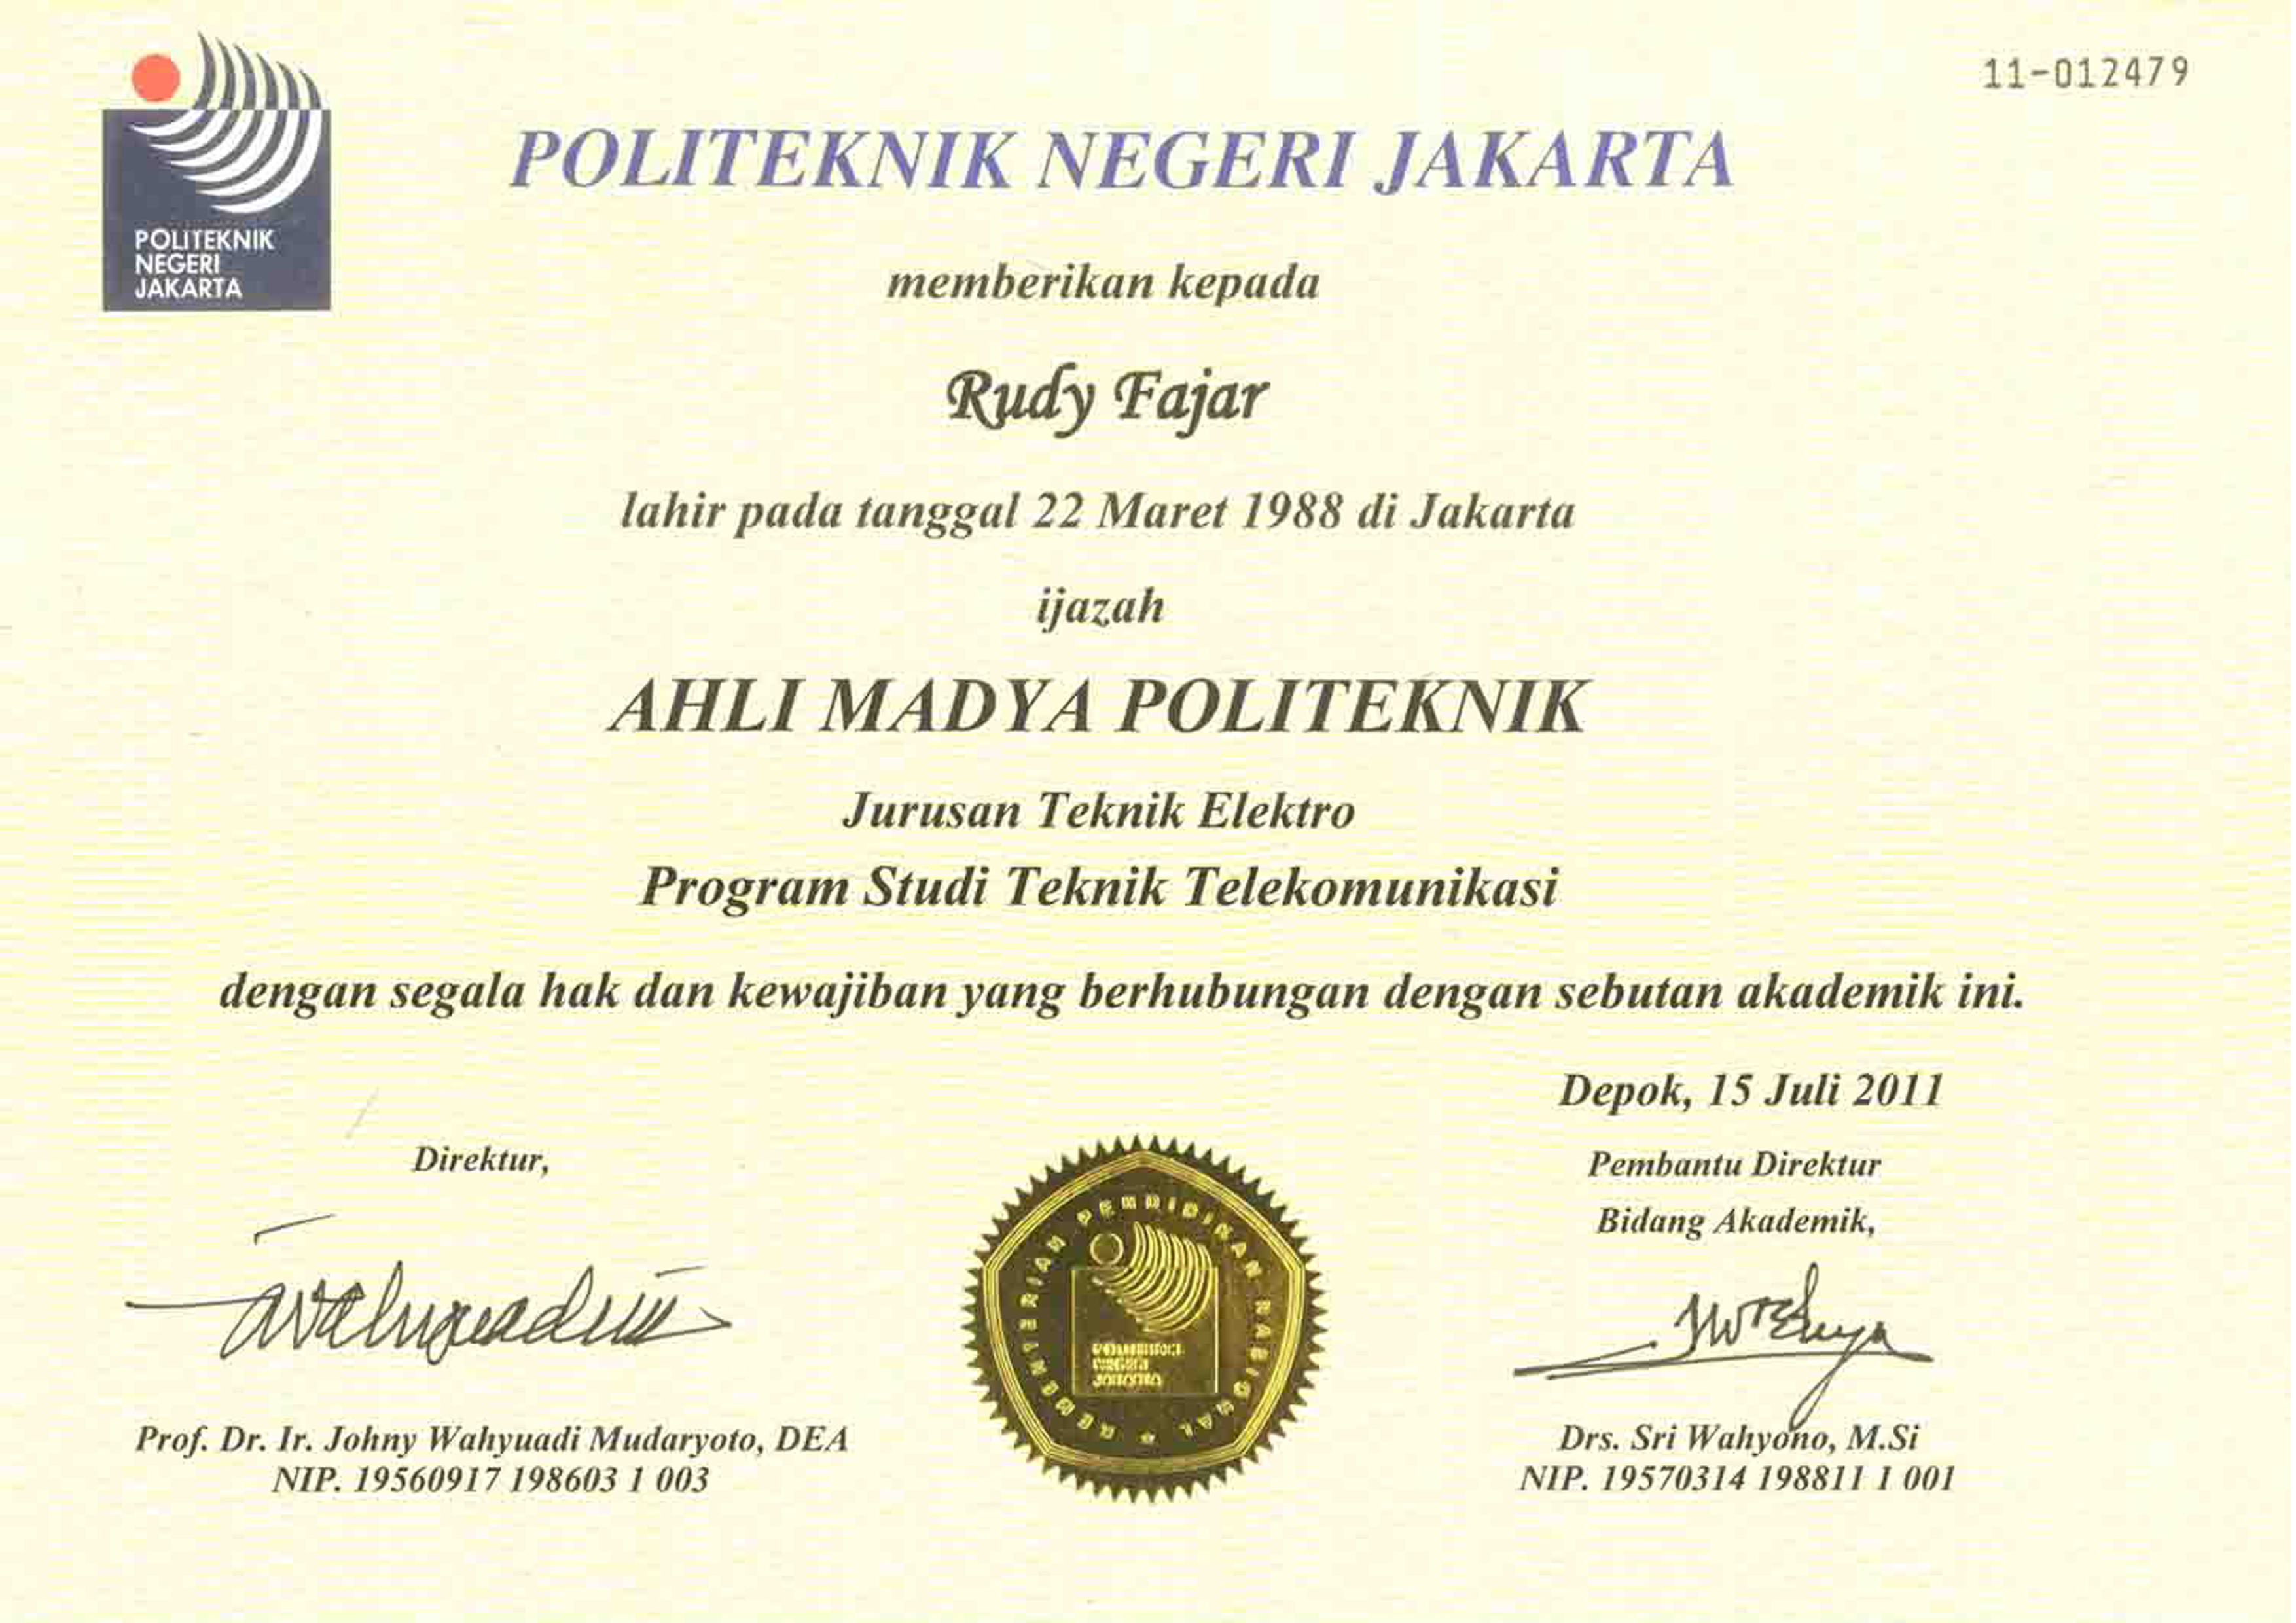 POLITEKNIK
NEGERI
JAKARTA
11-012479
POLITEKNIK NEGERI JAKARTA
memberikan kepada
Rudy Fajar
lahir pada tanggal 22 Maret 1988 di Jakarta
ijazah
AHLI MADYA POLITEKNIK
Jurusan Teknik Elektro
Program Studi Teknik Telekomunikasi
dengan segala hak dan kewajiban yang berhubungan dengan sebutan akademik ini.
Depok, 15 Juli 2011
Direktur,
Pembantu Direktur
Bidang Akademik,
KEMENTERIAN PENDIDIKAN NASIONAL
POLITEKNIK
NEGERI
JAKARTA
Prof. Dr. Ir. Johny Wahyuadi Mudaryoto, DEA
NIP. 19560917 198603 1 003
Drs. Sri Wahyono, M.Si
NIP. 19570314 198811 1 001